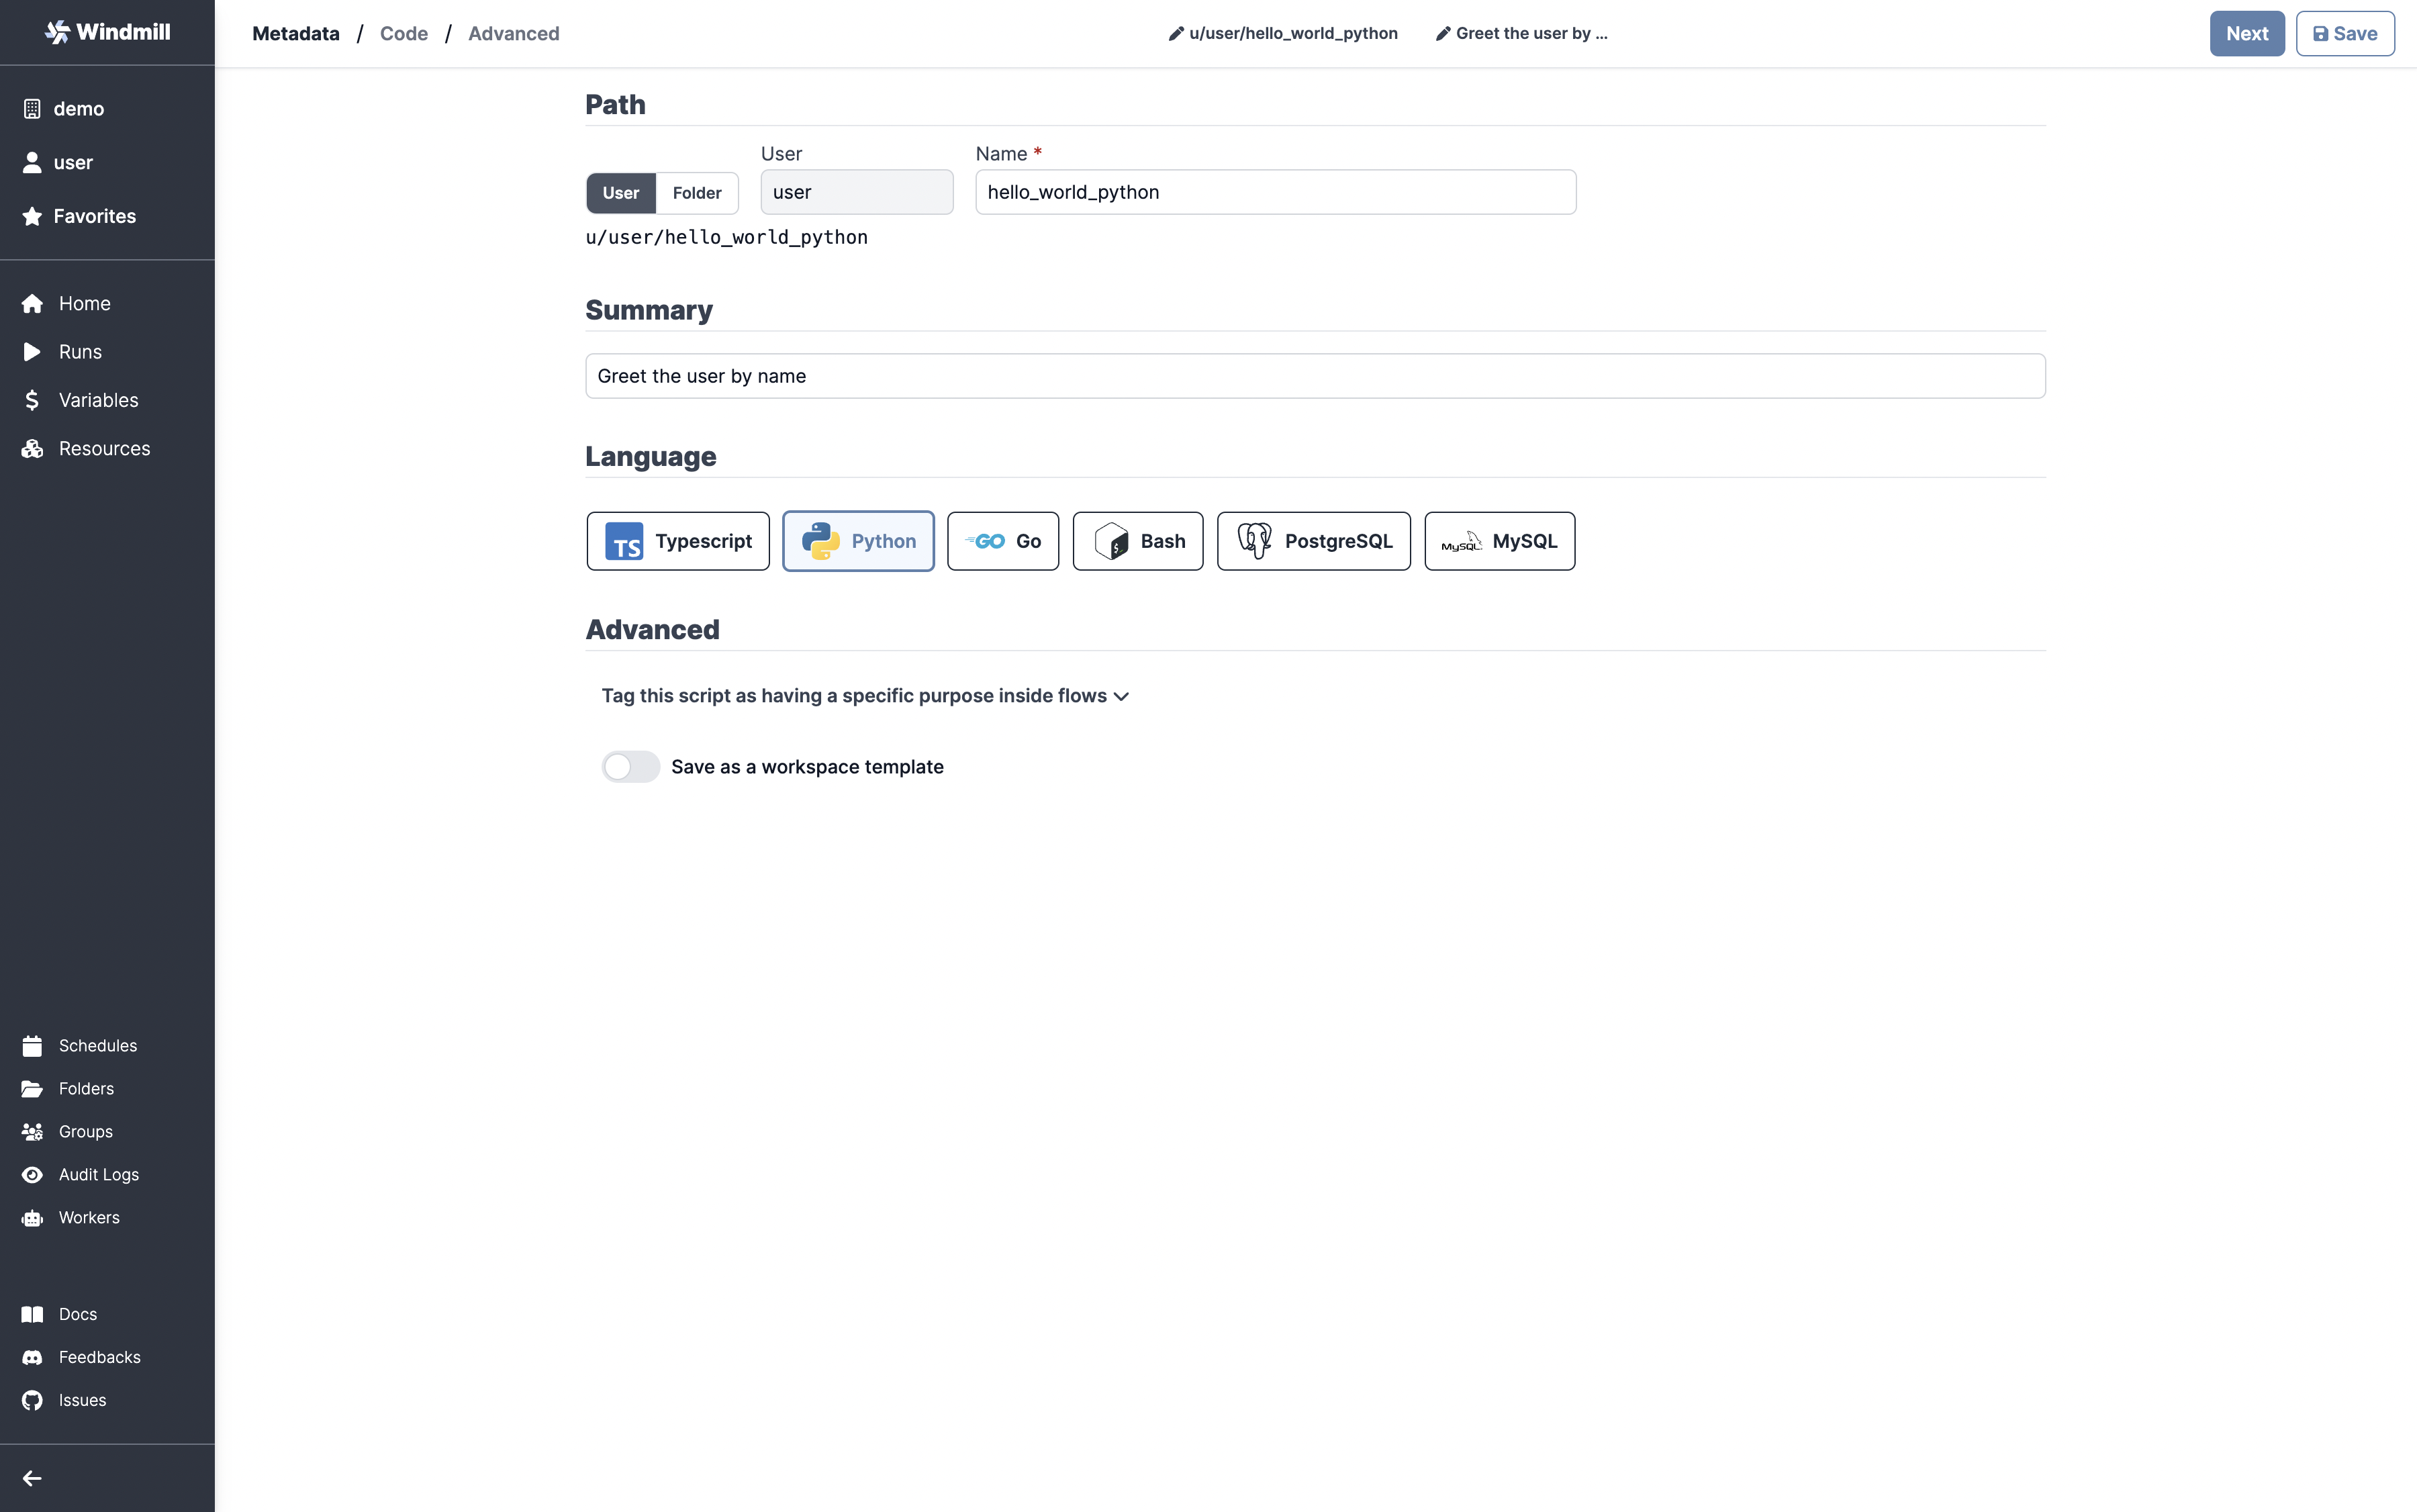 Windmill
demo
user
Favorites
Home
Runs
Variables
Resources
Schedules
Folders
Groups
Audit Logs
Workers
Docs
Feedbacks
Issues
Metadata / Code / Advanced
u/user/hello_world_python
Greet the user by ...
Next
Save
Path
User Name *
User Folder user hello_world_python
u/user/hello_world_python
Summary
Greet the user by name
Language
TS Typescript Python GO Go $ Bash PostgreSQL MySQL MySQL
Advanced
Tag this script as having a specific purpose inside flows
Save as a workspace template